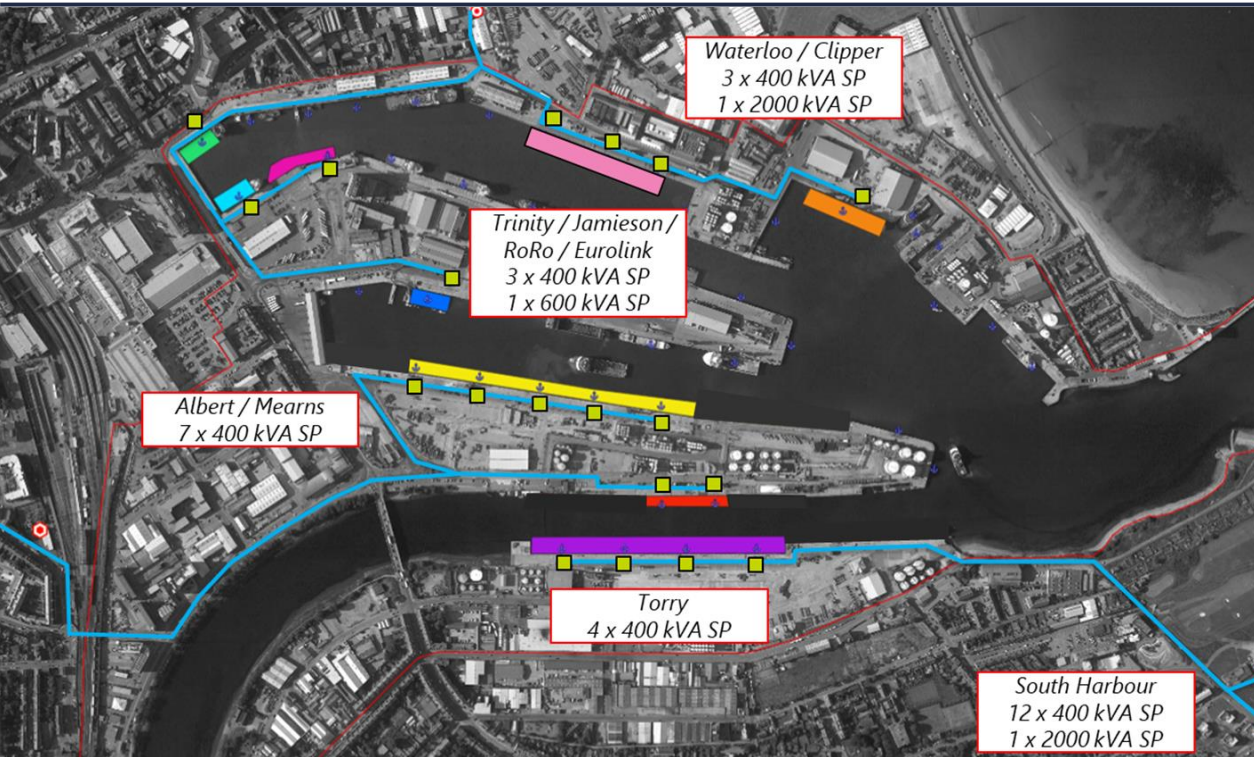 Waterloo / Clipper
3 x 400 kVA SP
1 x 2000 kVA SP
Trinity / Jamieson /
RoRo / Eurolink
3 x 400 kVA SP
1 x 600 kVA SP
Albert / Mearns
7 x 400 kVA SP
Torry
4 x 400 kVA SP
South Harbour
12 x 400 kVA SP
1 x 2000 kVA SP